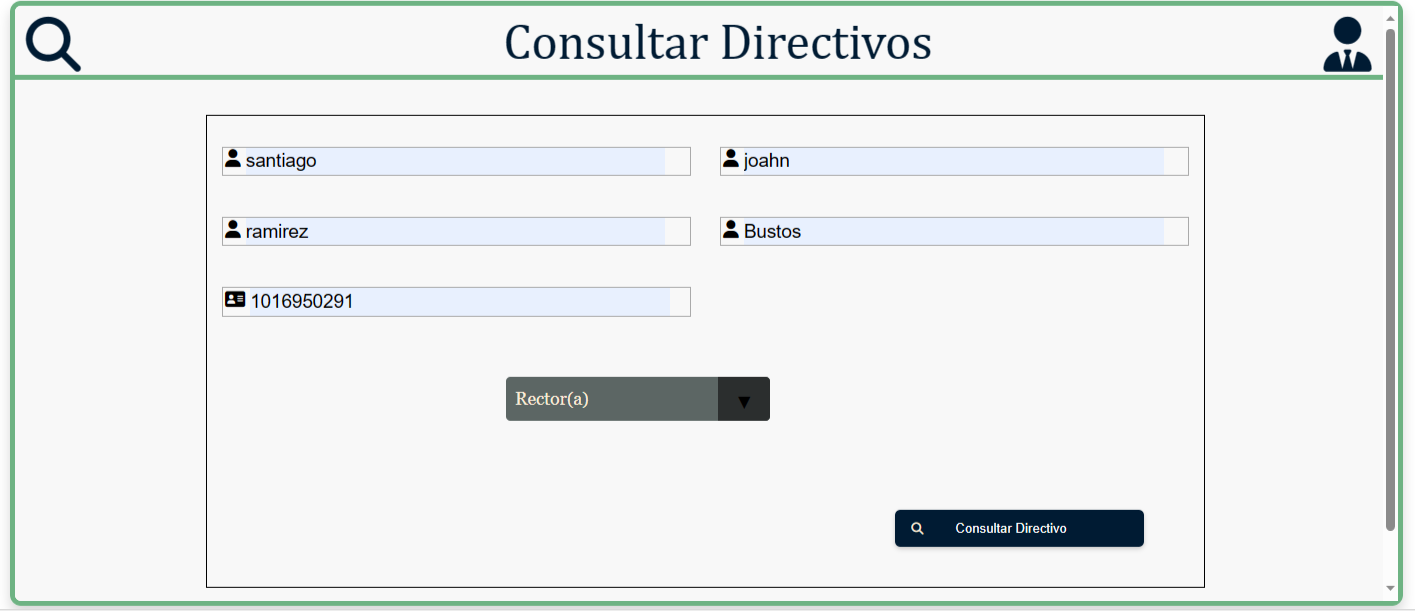 Consultar Directivos
santiago
joahn
ramirez
Bustos
1016950291
Rector(a)
Consultar Directivo